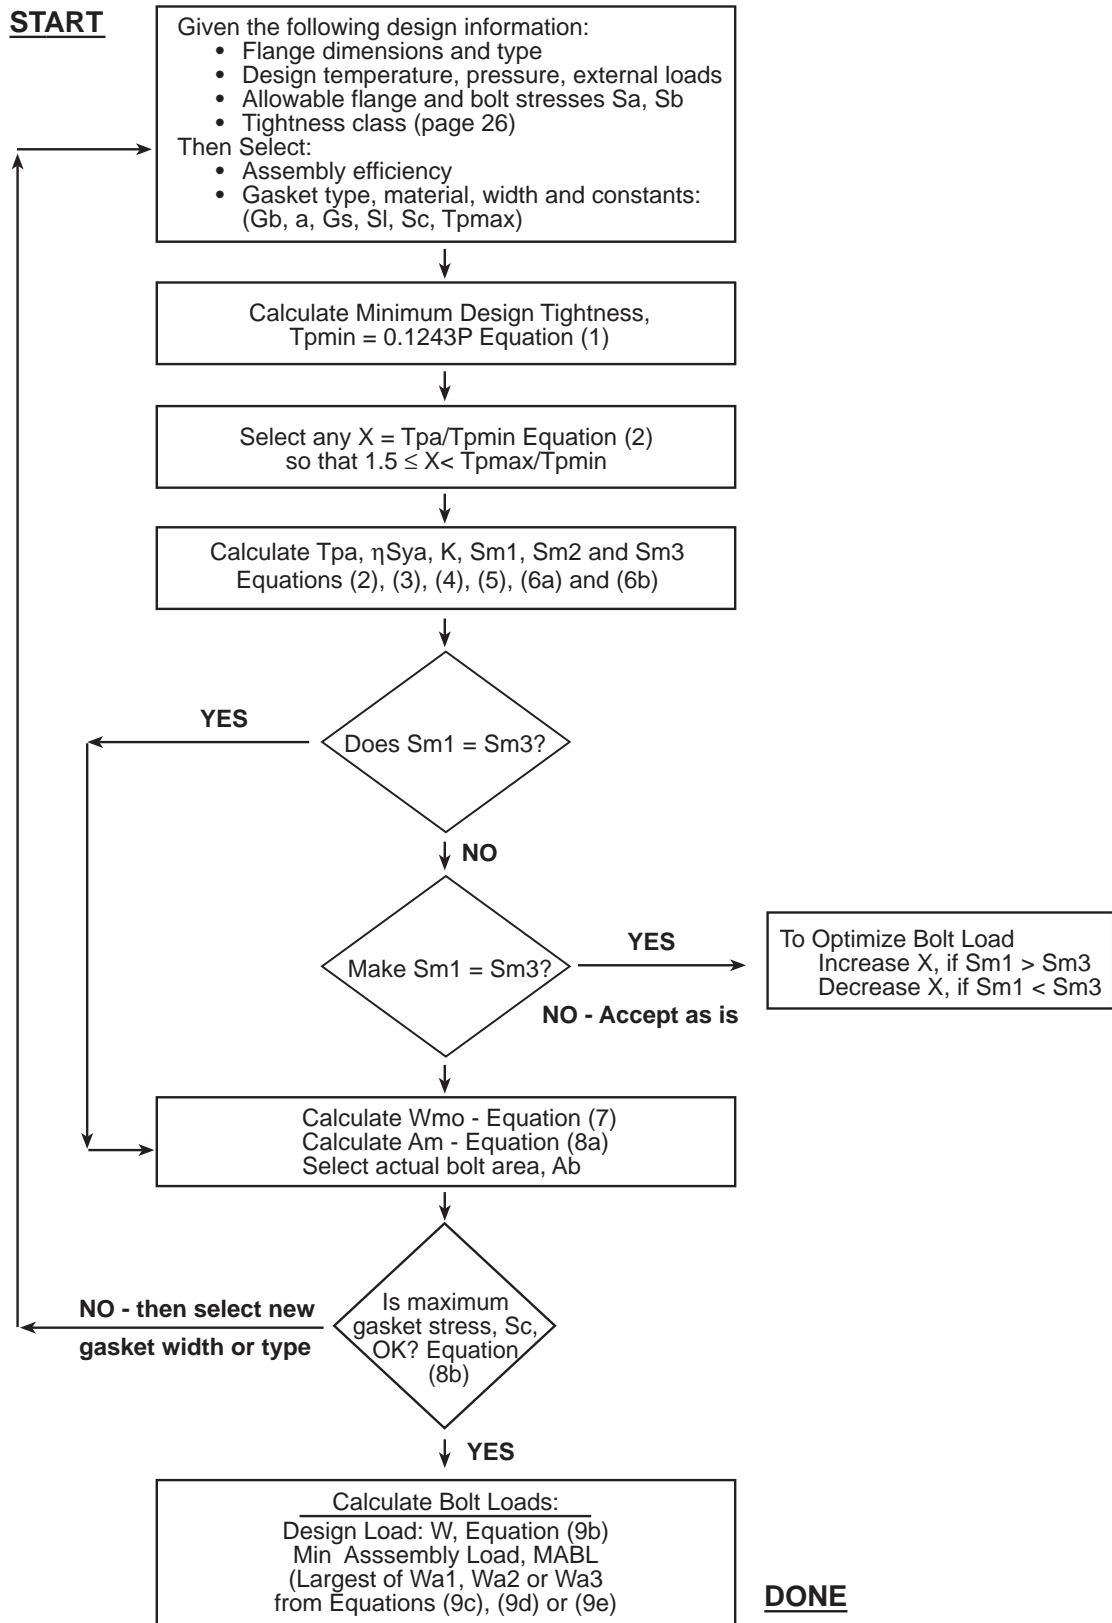 START
Given the following design information:
• Flange dimensions and type
• Design temperature, pressure, external loads
• Allowable flange and bolt stresses Sa, Sb
• Tightness class (page 26)
Then Select:
• Assembly efficiency
• Gasket type, material, width and constants:
(Gb, a, Gs, Sl, Sc, Tpmax)
Calculate Minimum Design Tightness,
Tpmin = 0.1243P Equation (1)
Select any X = Tpa/Tpmin Equation (2)
so that 1.5 ≤ X< Tpmax/Tpmin
Calculate Tpa, ηSya, K, Sm1, Sm2 and Sm3
Equations (2), (3), (4), (5), (6a) and (6b)
YES
Does Sm1 = Sm3?
NO
Make Sm1 = Sm3?
YES
NO - Accept as is
To Optimize Bolt Load
Increase X, if Sm1 > Sm3
Decrease X, if Sm1 < Sm3
Calculate Wmo - Equation (7)
Calculate Am - Equation (8a)
Select actual bolt area, Ab
NO - then select new
gasket width or type
Is maximum
gasket stress, Sc,
OK? Equation
(8b)
YES
Calculate Bolt Loads:
Design Load: W, Equation (9b)
Min Asssembly Load, MABL
(Largest of Wa1, Wa2 or Wa3
from Equations (9c), (9d) or (9e)
DONE